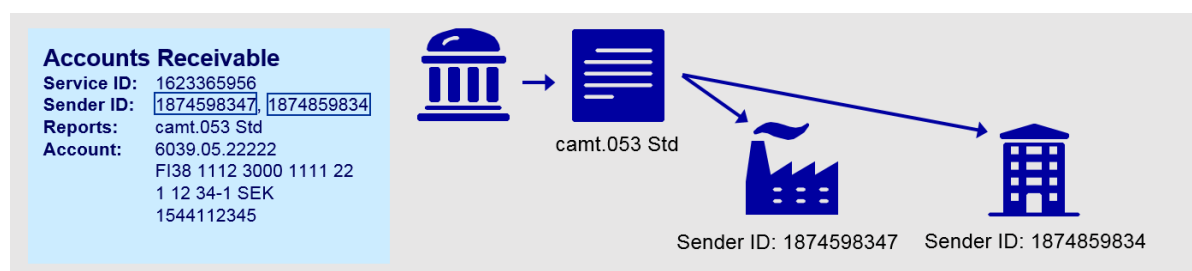 Accounts Receivable
Service ID: 1623365956
Sender ID: 1874598347, 1874859834
Reports: camt.053 Std
Account: 6039.05.22222
FI38 1112 3000 1111 22
1 12 34-1 SEK
1544112345
camt.053 Std
Sender ID: 1874598347
Sender ID: 1874859834